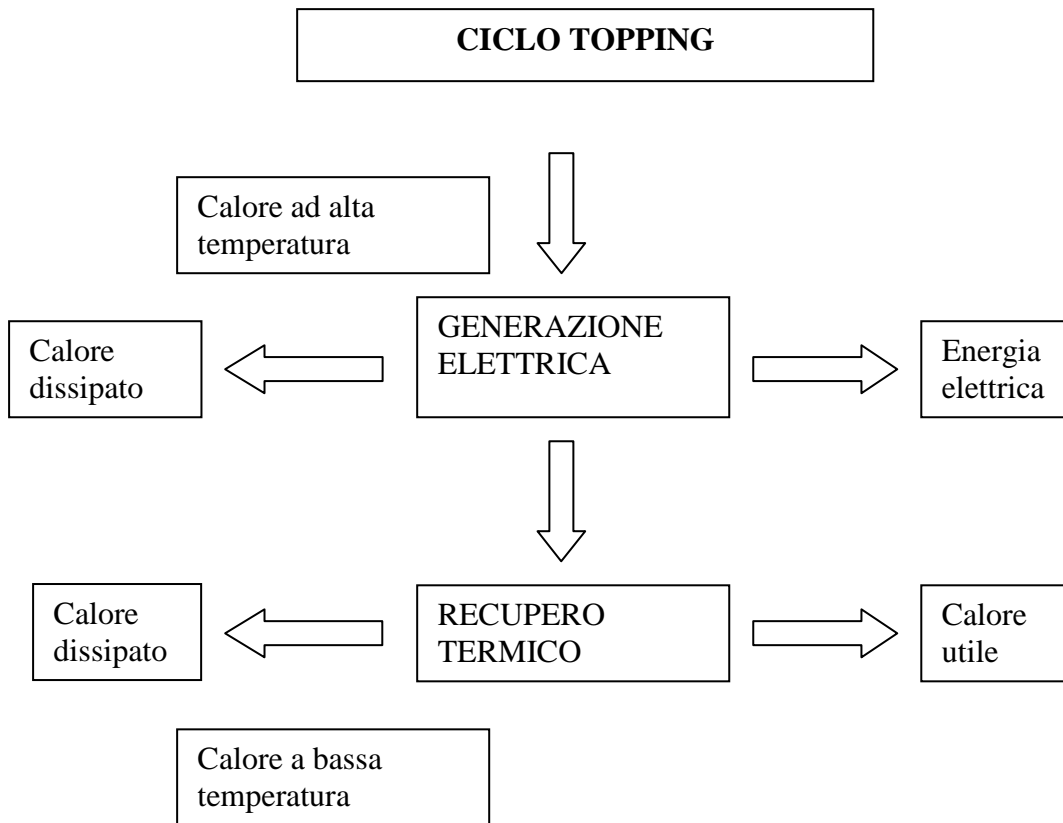 CICLO TOPPING
Calore ad alta
temperatura
Calore
dissipato
GENERAZIONE
ELETTRICA
Energia
elettrica
Calore
dissipato
RECUPERO
TERMICO
Calore
utile
Calore a bassa
temperatura